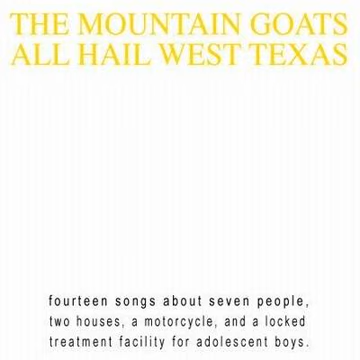 THE MOUNTAIN GOATS
ALL HAIL WEST TEXAS
fourteen songs about seven people,
two houses, a motorcycle, and a locked
treatment facility for adolescent boys.